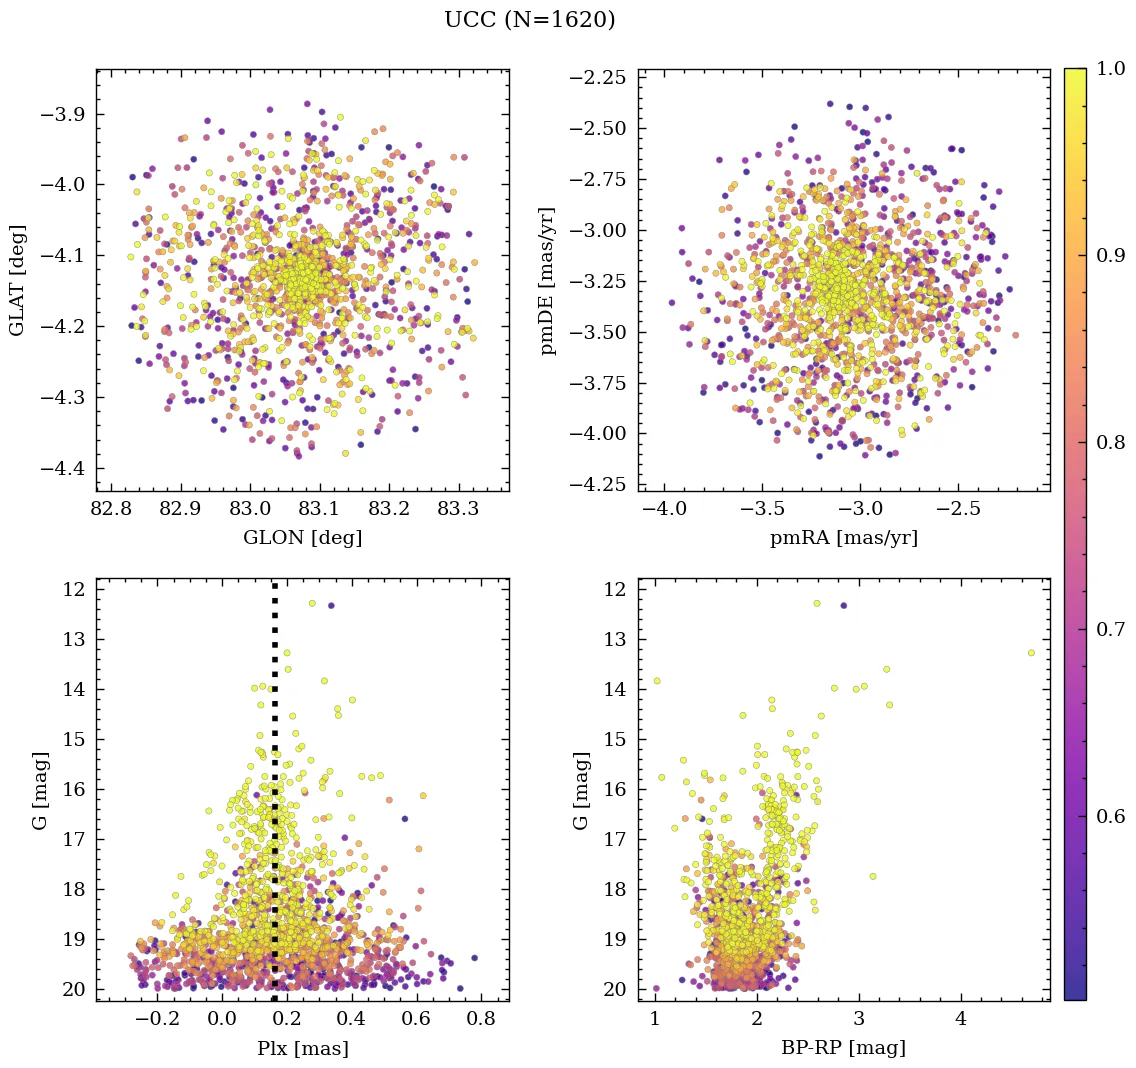 UCC (N=1620)
−3.9
−4.0
−4.1
−4.2
−4.3
−4.4
GLAT [deg]
82.8 82.9 83.0 83.1 83.2 83.3
GLON [deg]
−2.25
−2.50
−2.75
−3.00
−3.25
−3.50
−3.75
−4.00
−4.25
pmDE [mas/yr]
−4.0 −3.5 −3.0 −2.5
pmRA [mas/yr]
12
13
14
15
16
17
18
19
20
G [mag]
−0.2 0.0 0.2 0.4 0.6 0.8
Plx [mas]
12
13
14
15
16
17
18
19
20
G [mag]
1 2 3 4
BP-RP [mag]
1.0
0.9
0.8
0.7
0.6